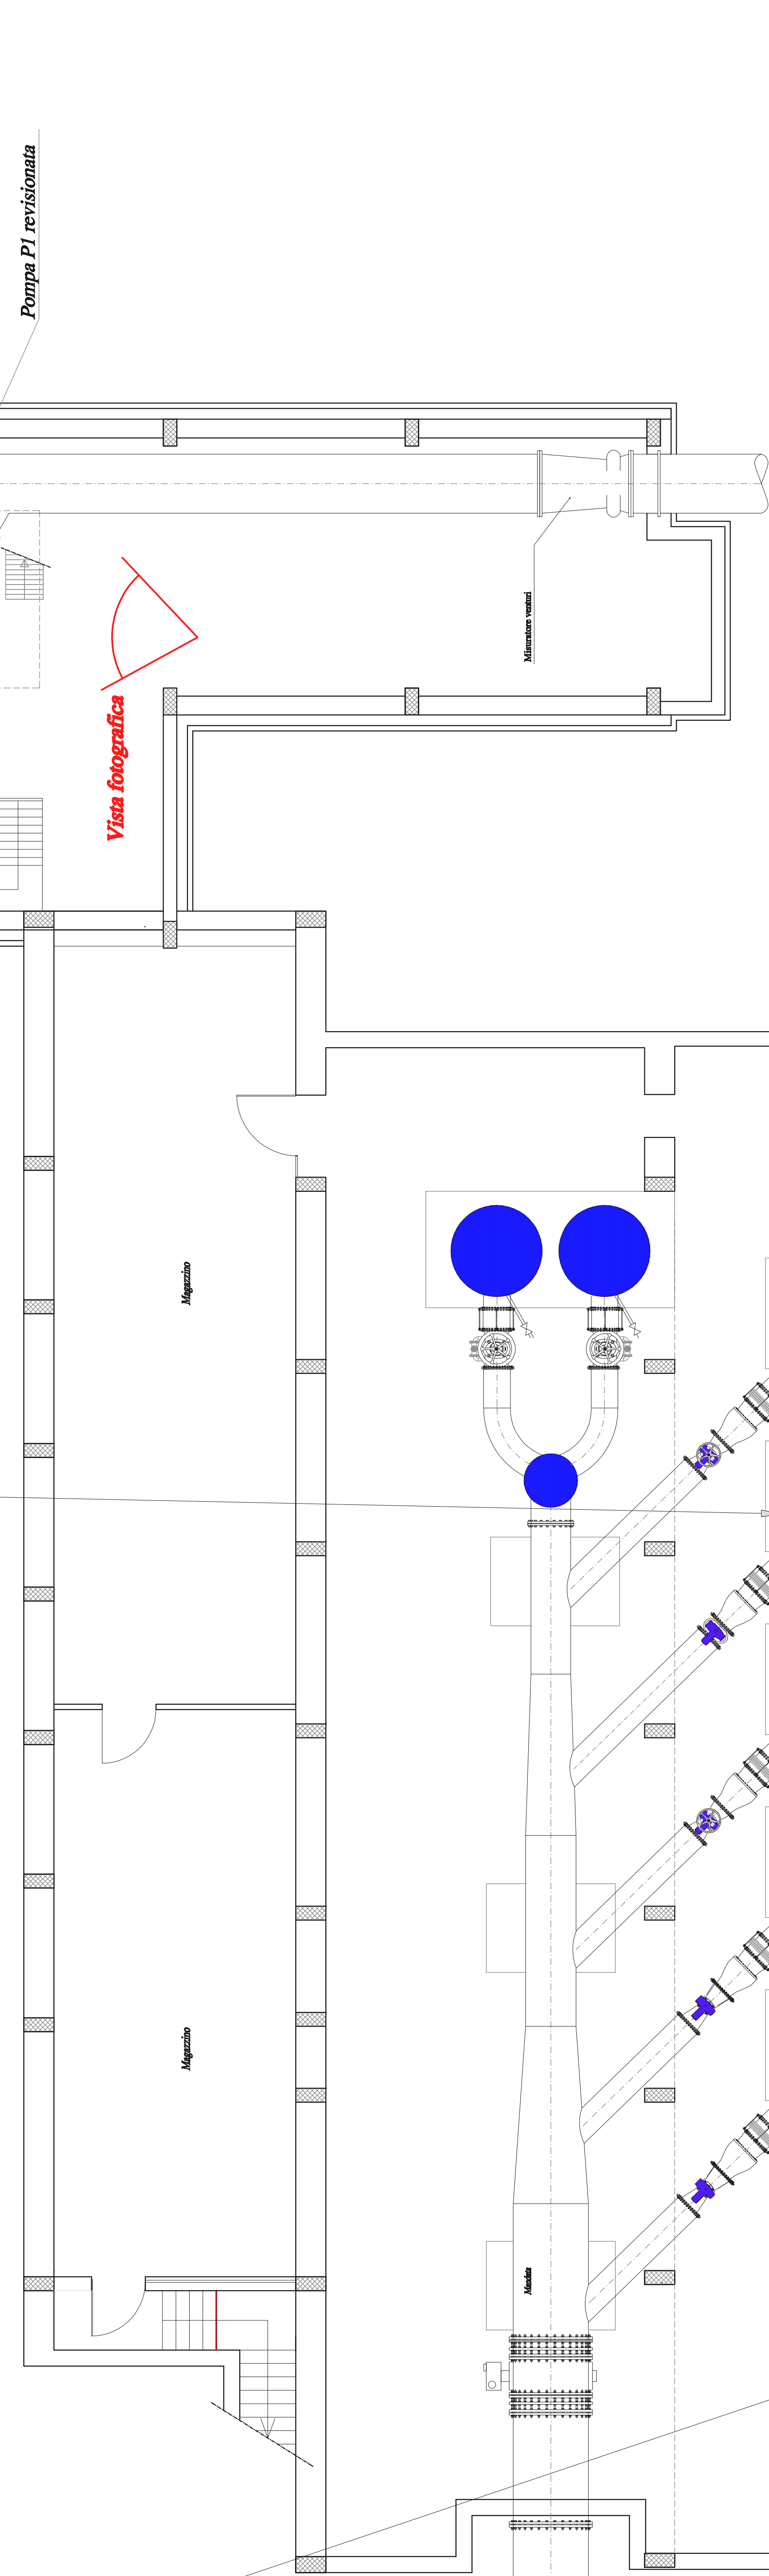 Pompa P1 revisionata
Misuratore venturi
Vista fotografica
Magazzino
Magazzino
Mandata